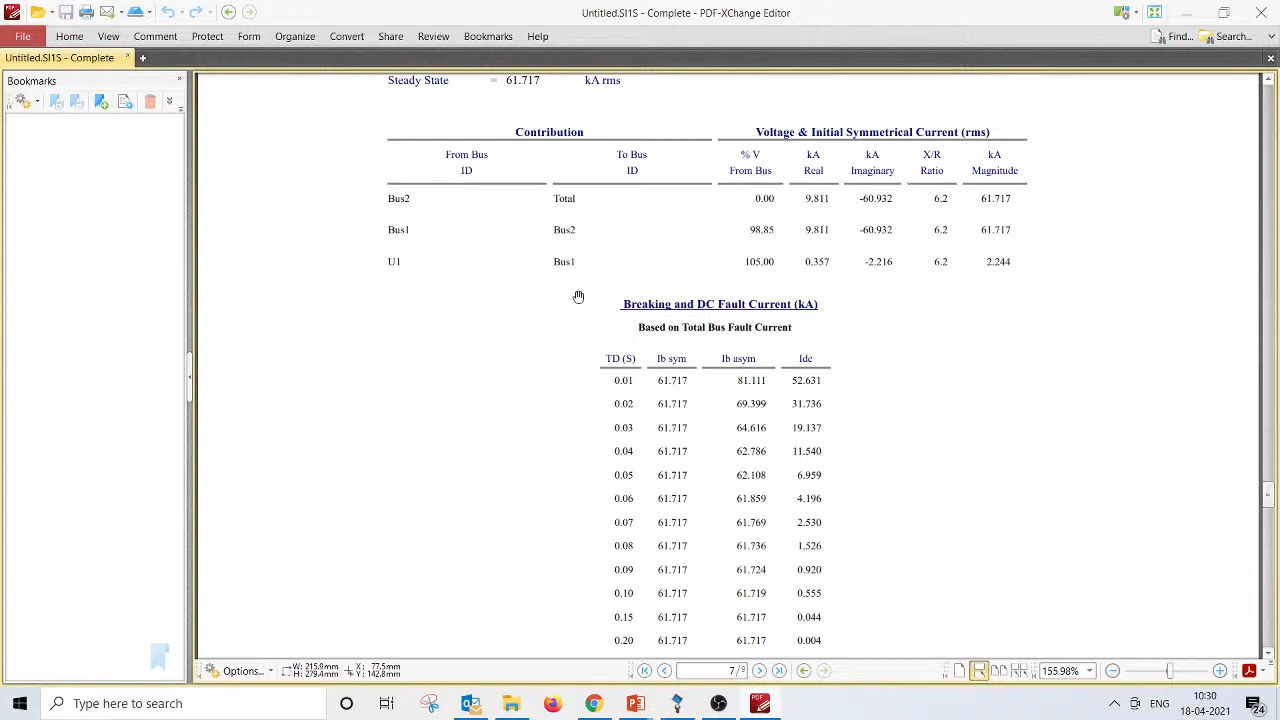 Untitled.SI1S - Complete - PDF-XChange Editor
File Home View Comment Protect Form Organize Convert Share Review Bookmarks Help Find... Search...
Untitled.SI1S - Complete
Bookmarks
Steady State = 61.717 kA rms
Contribution Voltage & Initial Symmetrical Current (rms)
From Bus To Bus % V kA kA X/R kA
ID ID From Bus Real Imaginary Ratio Magnitude
Bus2 Total 0.00 9.811 -60.932 6.2 61.717
Bus1 Bus2 98.85 9.811 -60.932 6.2 61.717
U1 Bus1 105.00 0.357 -2.216 6.2 2.244
Breaking and DC Fault Current (kA)
Based on Total Bus Fault Current
TD (S) Ib sym Ib asym Idc
0.01 61.717 81.111 52.631
0.02 61.717 69.399 31.736
0.03 61.717 64.616 19.137
0.04 61.717 62.786 11.540
0.05 61.717 62.108 6.959
0.06 61.717 61.859 4.196
0.07 61.717 61.769 2.530
0.08 61.717 61.736 1.526
0.09 61.717 61.724 0.920
0.10 61.717 61.719 0.555
0.15 61.717 61.717 0.044
0.20 61.717 61.717 0.004
Options... W: 215.9mm X: 77.5mm 7/9 155.98%
H: 279.4mm Y: 142.8mm
Type here to search ENG 10:30
18-04-2021 24